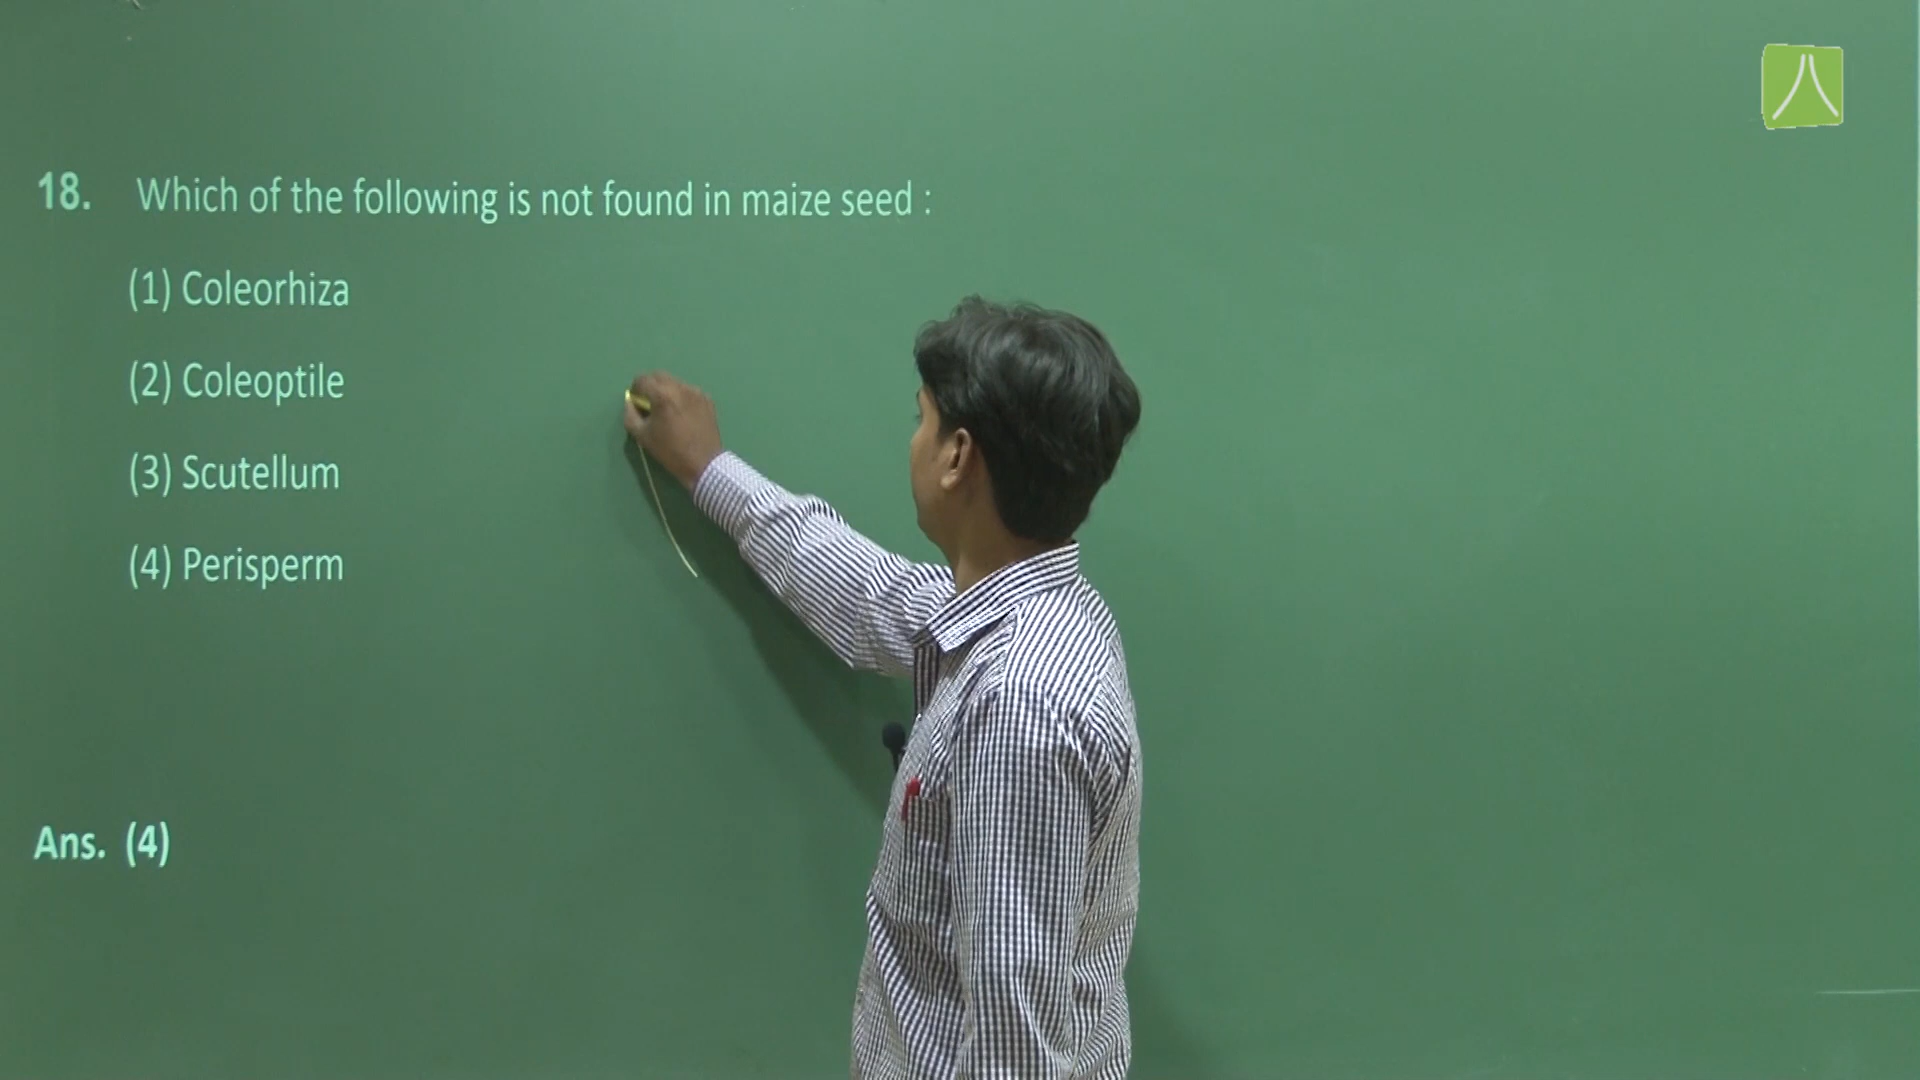 18. Which of the following is not found in maize seed :
(1) Coleorhiza
(2) Coleoptile
(3) Scutellum
(4) Perisperm
Ans. (4)